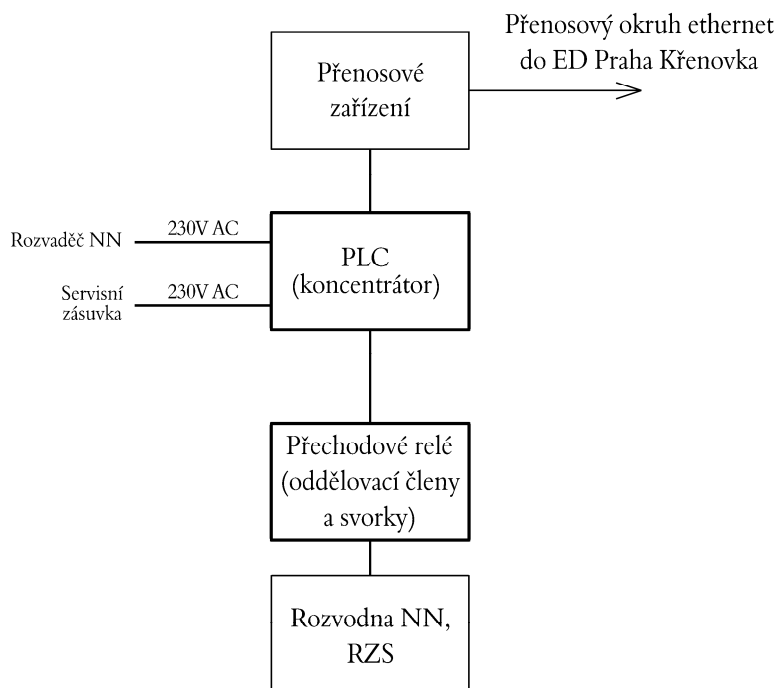 Přenosový okruh ethernet
do ED Praha Křenovka
Přenosové
zařízení
Rozvaděč NN
230V AC
PLC
(koncentrátor)
Servisní
zásuvka
230V AC
Přechodové relé
(oddělovací členy
a svorky)
Rozvodna NN,
RZS